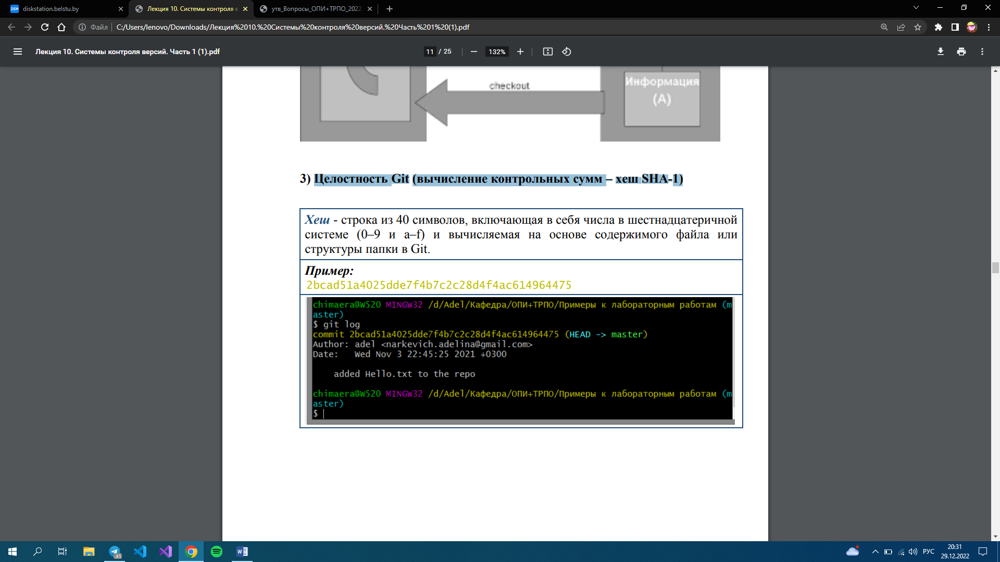 diskstation.belstu.by
Лекция 10. Системы контроля в
утв_Вопросы_ОПИ+ТРПО_2022
Файл
C:/Users/lenovo/Downloads/Лекция%2010.%20Системы%20контроля%20версий.%20Часть%201%20(1).pdf
Лекция 10. Системы контроля версий. Часть 1 (1).pdf
11 / 25
132%
checkout
Информация
(A)
3) Целостность Git (вычисление контрольных сумм – хеш SHA-1)
Хеш - строка из 40 символов, включающая в себя числа в шестнадцатеричной
системе (0–9 и a–f) и вычисляемая на основе содержимого файла или
структуры папки в Git.
Пример:
2bcad51a4025dde7f4b7c2c28d4f4ac614964475
chimaera@W520 MINGW32 /d/Adel/Кафедра/ОПИ+ТРПО/Примеры к лабораторным работам (m
aster)
$ git log
commit 2bcad51a4025dde7f4b7c2c28d4f4ac614964475 (HEAD -> master)
Author: adel <narkevich.adelina@gmail.com>
Date:   Wed Nov 3 22:45:25 2021 +0300
added Hello.txt to the repo
chimaera@W520 MINGW32 /d/Adel/Кафедра/ОПИ+ТРПО/Примеры к лабораторным работам (m
aster)
$
85
РУС
20:31
29.12.2022